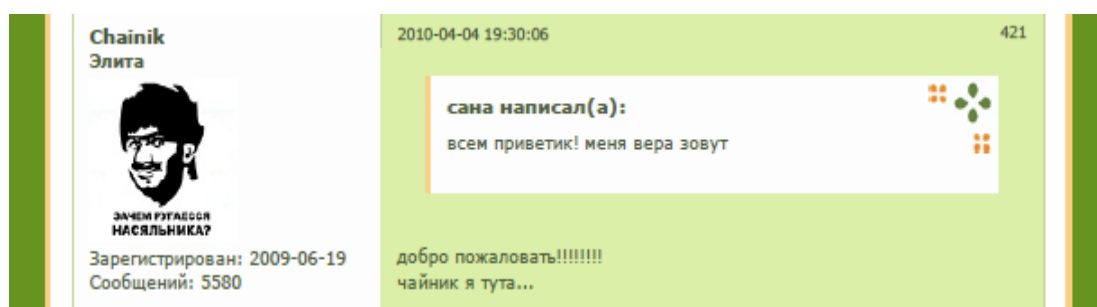 Chainik
Элита
ЗАЧЕМ РУГАЕССЯ
НАСЯЛЬНИКА?
Зарегистрирован: 2009-06-19
Сообщений: 5580
2010-04-04 19:30:06
421
сана написал(а):
всем приветик! меня вера зовут
добро пожаловать!!!!!!!!
чайник я тута...